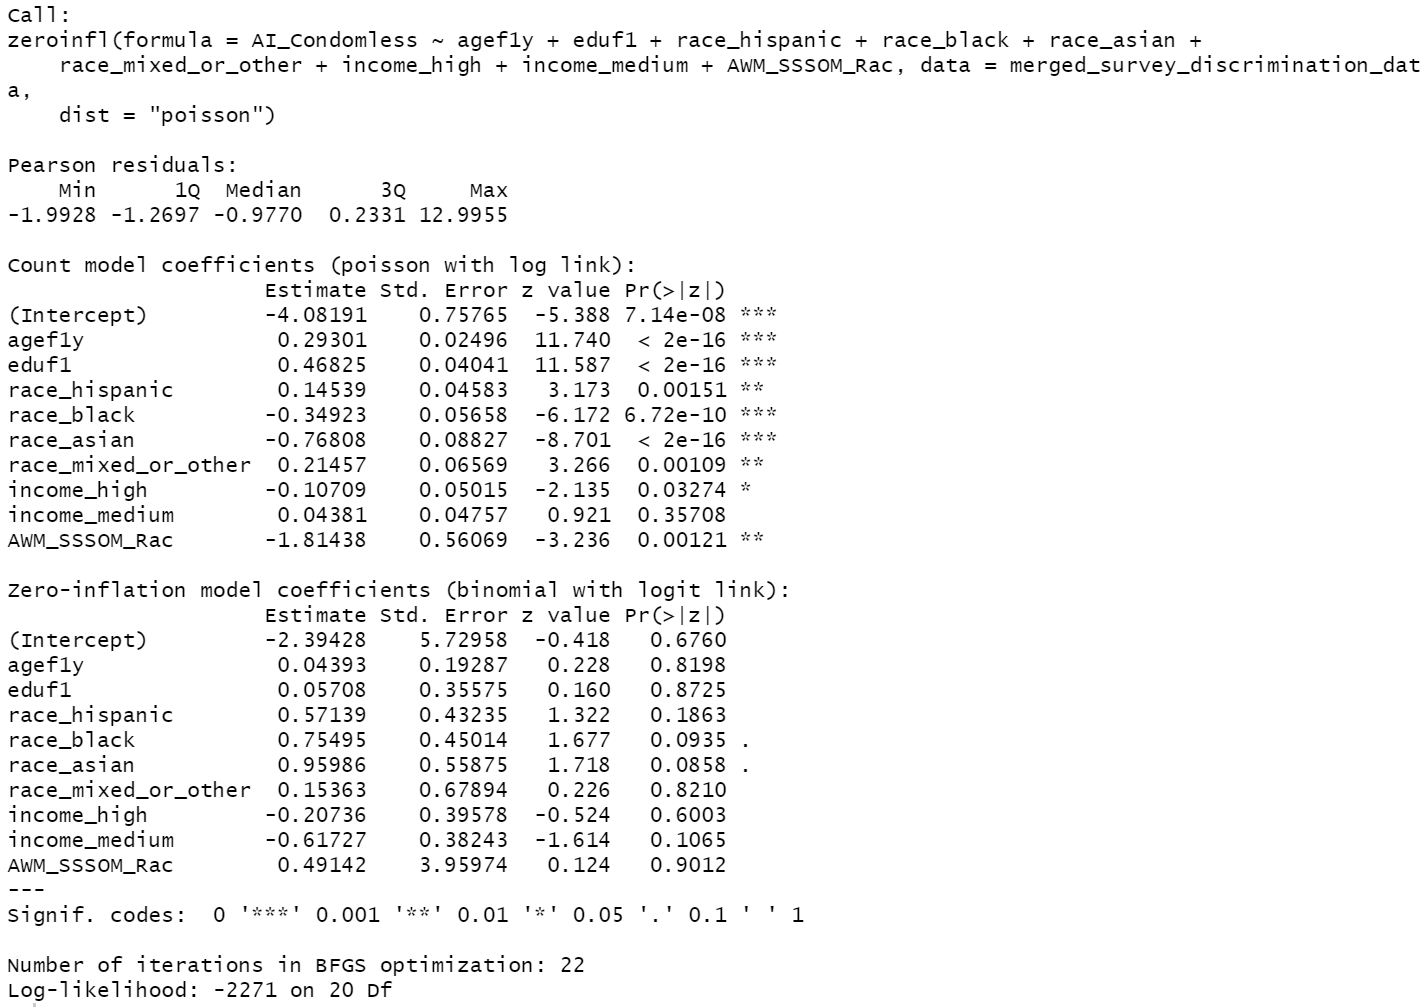 Call:
zeroinfl(formula = AI_Condomless ~ agef1y + eduf1 + race_hispanic + race_black + race_asian +
    race_mixed_or_other + income_high + income_medium + AWM_SSSOM_Rac, data = merged_survey_discrimination_dat
a,
    dist = "poisson")

Pearson residuals:
    Min      1Q  Median      3Q     Max
-1.9928 -1.2697 -0.9770  0.2331 12.9955

Count model coefficients (poisson with log link):
                    Estimate Std. Error z value Pr(>|z|)
(Intercept)         -4.08191    0.75765  -5.388 7.14e-08 ***
agef1y               0.29301    0.02496  11.740  < 2e-16 ***
eduf1                0.46825    0.04041  11.587  < 2e-16 ***
race_hispanic        0.14539    0.04583   3.173  0.00151 **
race_black          -0.34923    0.05658  -6.172 6.72e-10 ***
race_asian          -0.76808    0.08827  -8.701  < 2e-16 ***
race_mixed_or_other  0.21457    0.06569   3.266  0.00109 **
income_high         -0.10709    0.05015  -2.135  0.03274 *
income_medium        0.04381    0.04757   0.921  0.35708
AWM_SSSOM_Rac       -1.81438    0.56069  -3.236  0.00121 **

Zero-inflation model coefficients (binomial with logit link):
                    Estimate Std. Error z value Pr(>|z|)
(Intercept)         -2.39428    5.72958  -0.418   0.6760
agef1y               0.04393    0.19287   0.228   0.8198
eduf1                0.05708    0.35575   0.160   0.8725
race_hispanic        0.57139    0.43235   1.322   0.1863
race_black           0.75495    0.45014   1.677   0.0935 .
race_asian           0.95986    0.55875   1.718   0.0858 .
race_mixed_or_other  0.15363    0.67894   0.226   0.8210
income_high         -0.20736    0.39578  -0.524   0.6003
income_medium       -0.61727    0.38243  -1.614   0.1065
AWM_SSSOM_Rac        0.49142    3.95974   0.124   0.9012
---
Signif. codes:  0 '***' 0.001 '**' 0.01 '*' 0.05 '.' 0.1 ' ' 1

Number of iterations in BFGS optimization: 22
Log-likelihood: -2271 on 20 Df